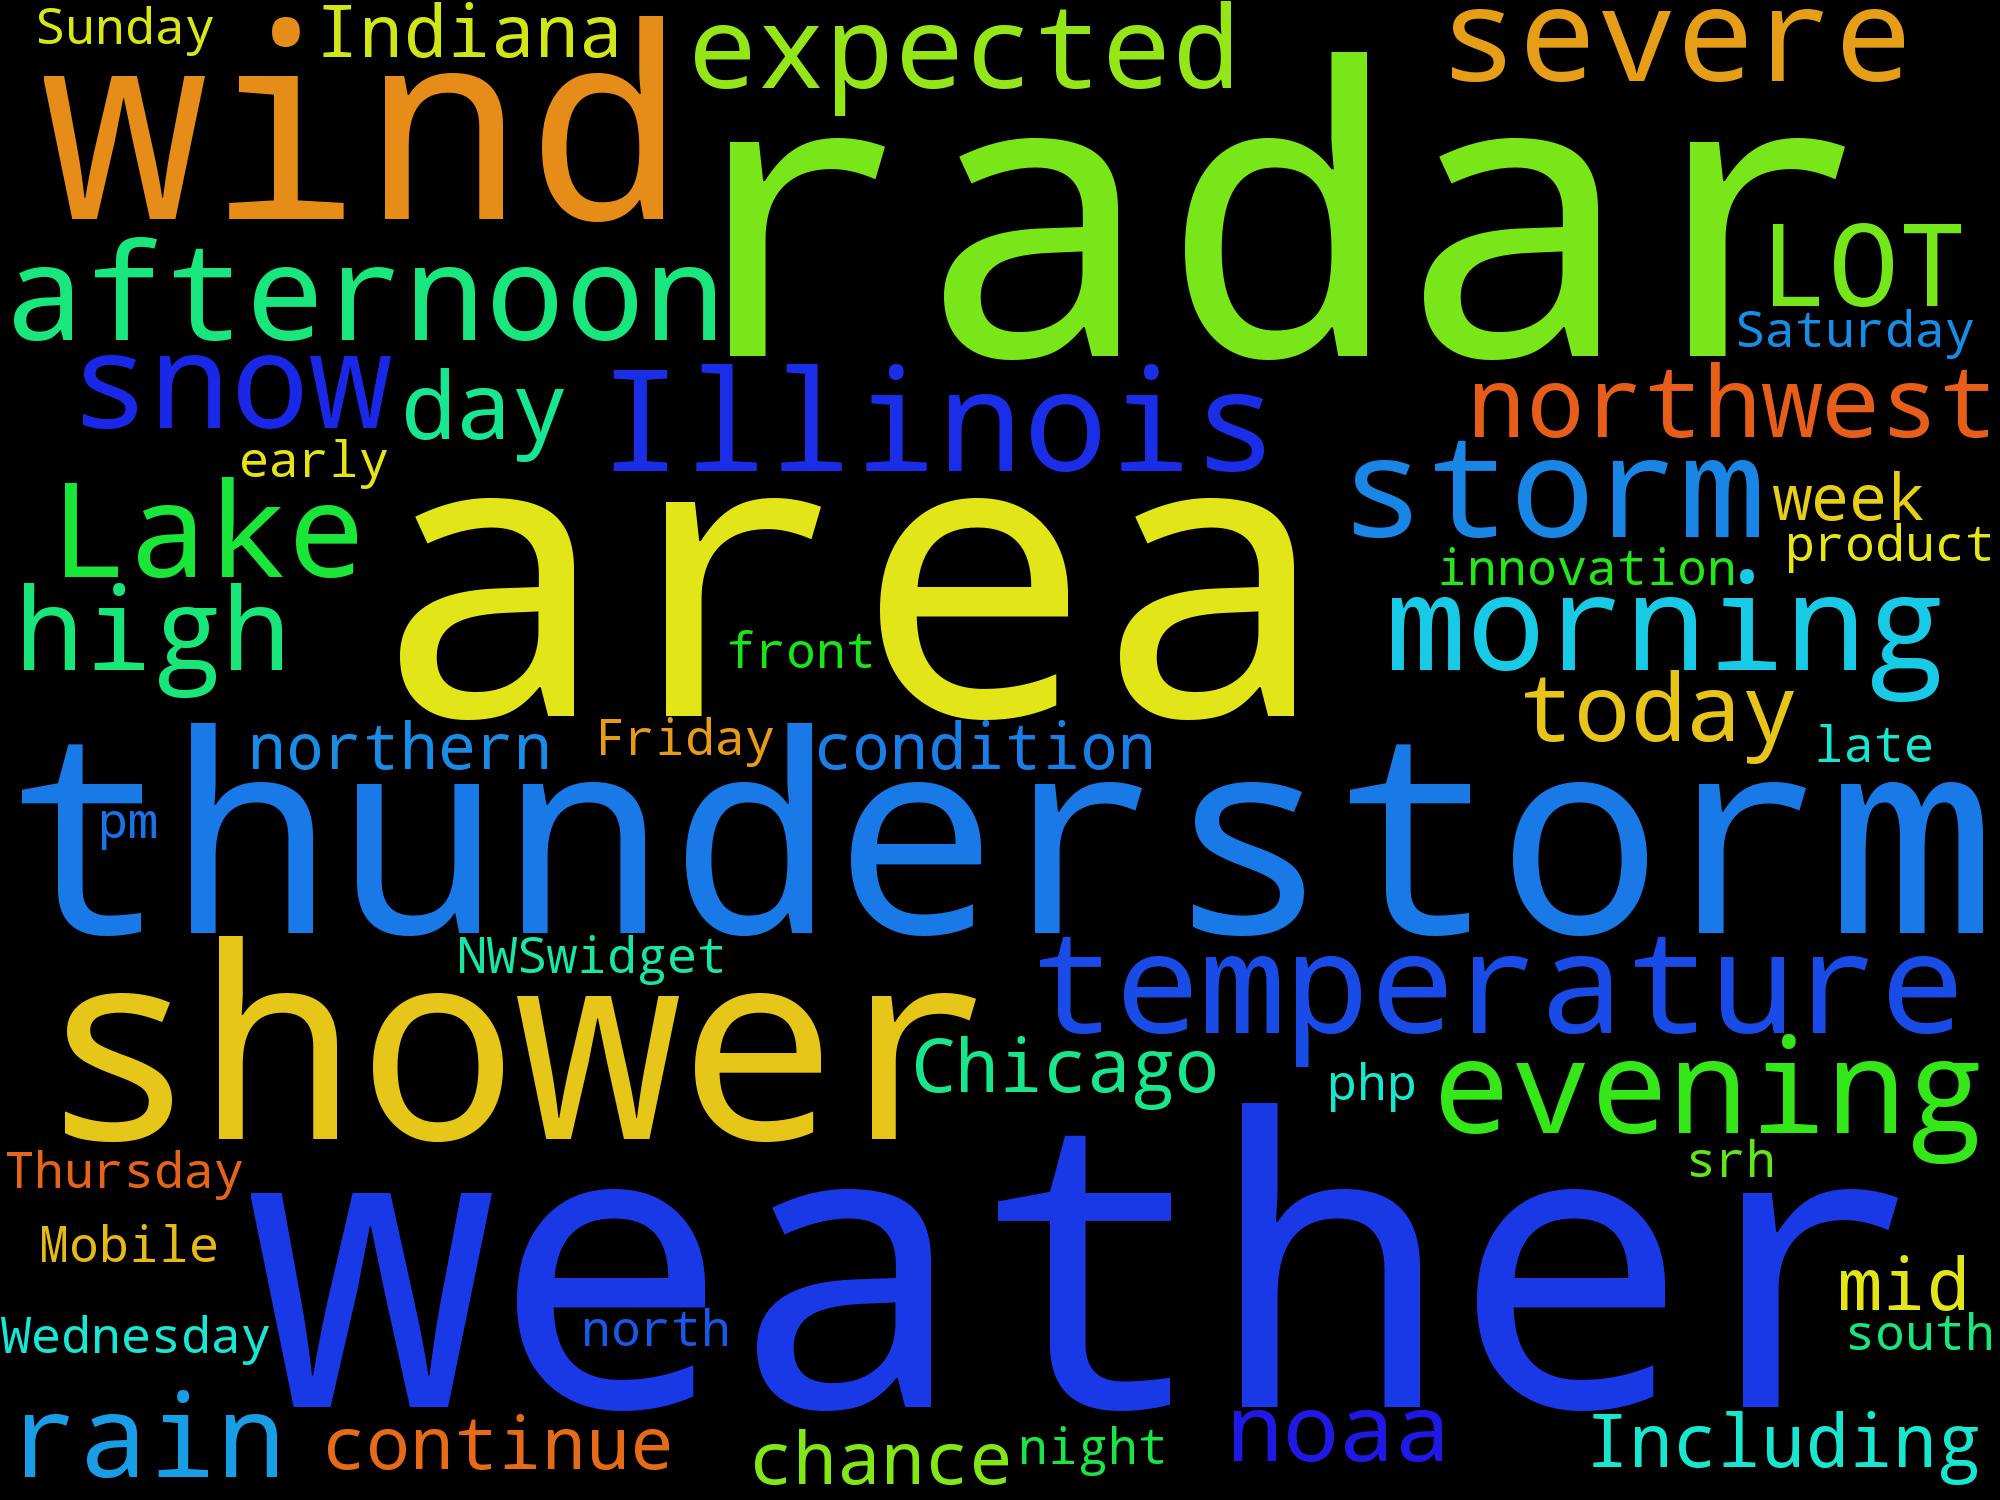 Sunday
Indiana
expected
severe
wind
radar
LOT
afternoon
Saturday
snow
day
Illinois
northwest
early
storm
week
Lake
area
product
innovation
high
front
morning
today
northern
Friday
condition
late
thunderstorm
pm
NWSwidget
temperature
shower
Chicago
php
evening
srh
Thursday
weather
Mobile
mid
Wednesday
north
south
rain
continue
chance
night
noaa
Including